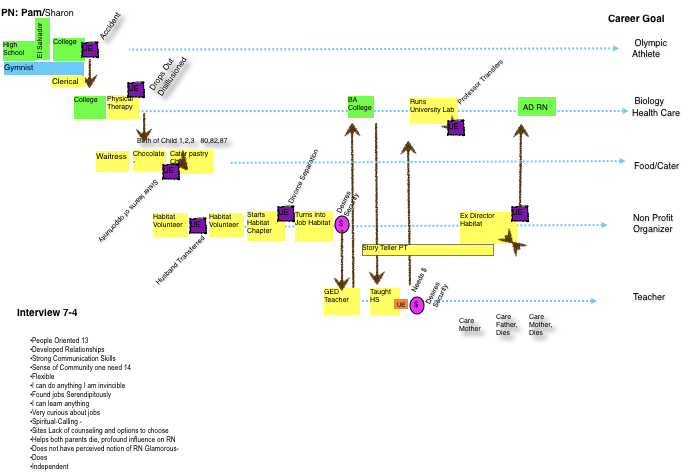 PN: Pam/Sharon
Career Goal
Accident
El Salvador
High
School
College
UE
Gymnist
Clerical
Olympic
Athlete
Drops Out
Disillusioned
UE
College
Physical
Therapy
BA
College
Runs
University Lab
Professor Transfers
UE
AD RN
Biology
Health Care
Birth of Child 1,2,3 80,82,87
Waitress
Chocolate
Cater pastry
UE
Food/Cater
Sister learns of opportunity
Divorce Separation
Desires
Security
Habitat
Volunteer
UE
Habitat
Volunteer
Starts
Habitat
Chapter
UE
Turns into
Job Habitat
$
Ex Director
Habitat
UE
Non Profit
Organizer
Husband Transferred
Story Teller PT
Needs $
Desires
Security
GED
Teacher
Taught
HS
UE
$
Teacher
Care
Mother
Care
Father,
Dies
Care
Mother,
Dies
Interview 7-4
•People Oriented 13
•Developed Relationships
•Strong Communication Skills
•Sense of Community one need 14
•Flexible
•I can do anything I am invincible
•Found jobs Serendipitously
•I can learn anything
•Very curious about jobs
•Spiritual-Calling -
•Sites Lack of counseling and options to choose
•Helps both parents die, profound influence on RN
•Does not have perceived notion of RN Glamorous-
•Does
•Independent